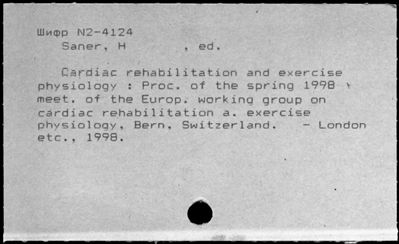 Шифр N2-4124
Saner, H , ed.
Cardiac rehabilitation and exercise
physiology : Proc. of the spring 1998
meet. of the Europ. working group on
cardiac rehabilitation a. exercise
physiology, Bern, Switzerland. - London
etc., 1998.